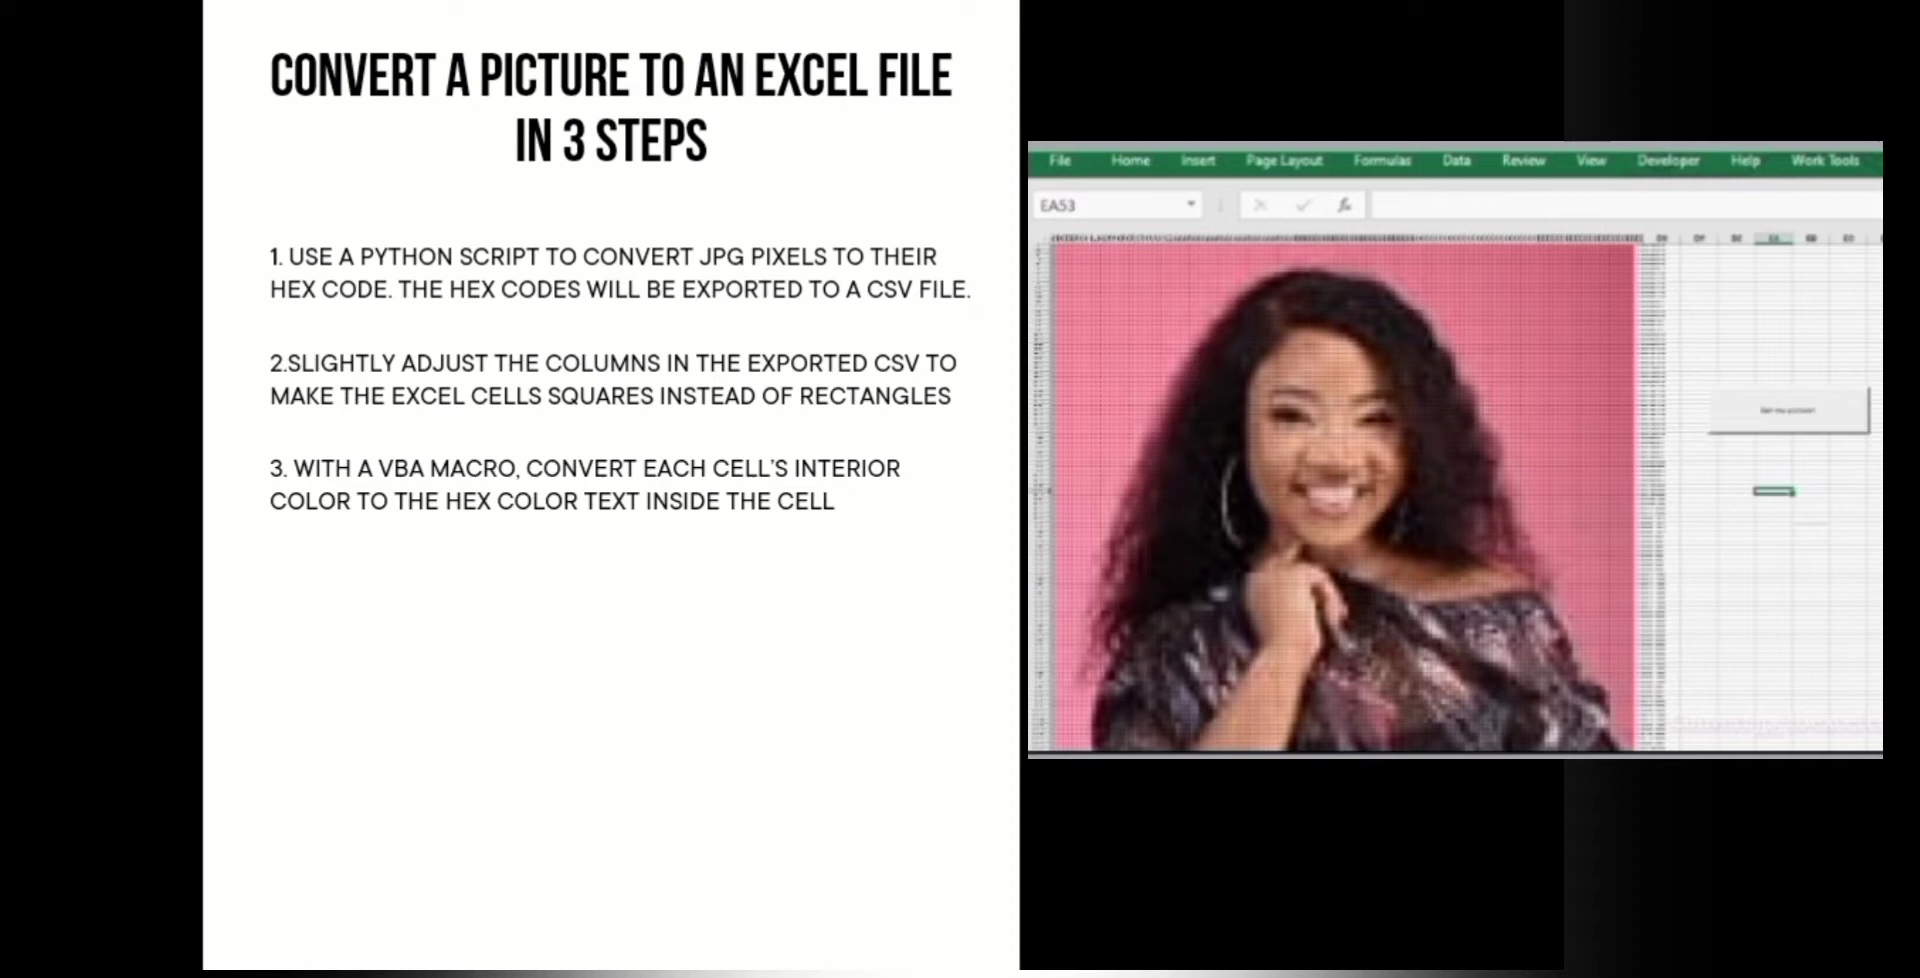 CONVERT A PICTURE TO AN EXCEL FILE
IN 3 STEPS
1. USE A PYTHON SCRIPT TO CONVERT JPG PIXELS TO THEIR
HEX CODE. THE HEX CODES WILL BE EXPORTED TO A CSV FILE.
2.SLIGHTLY ADJUST THE COLUMNS IN THE EXPORTED CSV TO
MAKE THE EXCEL CELLS SQUARES INSTEAD OF RECTANGLES
3. WITH A VBA MACRO, CONVERT EACH CELL'S INTERIOR
COLOR TO THE HEX COLOR TEXT INSIDE THE CELL
File Home Insert Page Layout Formulas Data Review View Developer Help Work Tools
EA53
fx